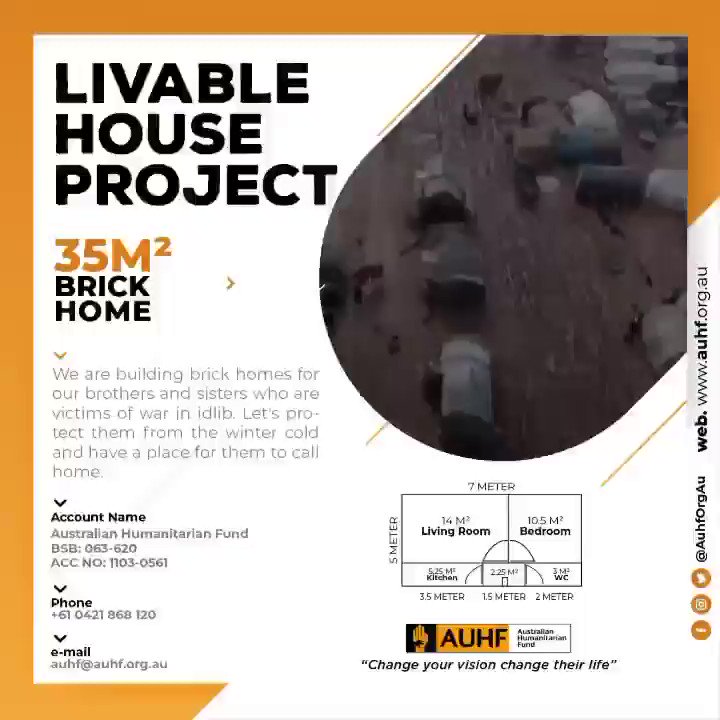 LIVABLE
HOUSE
PROJECT
35M²
BRICK
HOME
We are building brick homes for
our brothers and sisters who are
victims of war in idlib. Let's pro-
tect them from the winter cold
and have a place for them to call
home.
Account Name
Australian Humanitarian Fund
BSB: 063-620
ACC NO: 1103-0561
Phone
+61 0421 868 120
e-mail
auhf@auhf.org.au
7 METER
5 METER
14 M²
Living Room
10.5 M²
Bedroom
5.25 M²
Kitchen
2.25 M²
3 M²
WC
3.5 METER 1.5 METER 2 METER
AUHF
Australian
Humanitarian
Fund
“Change your vision change their life”
web. www.auhf.org.au
@AuhfOrgAu